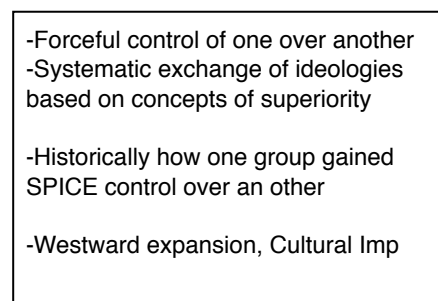 -Forceful control of one over another
-Systematic exchange of ideologies
based on concepts of superiority
-Historically how one group gained
SPICE control over an other
-Westward expansion, Cultural Imp